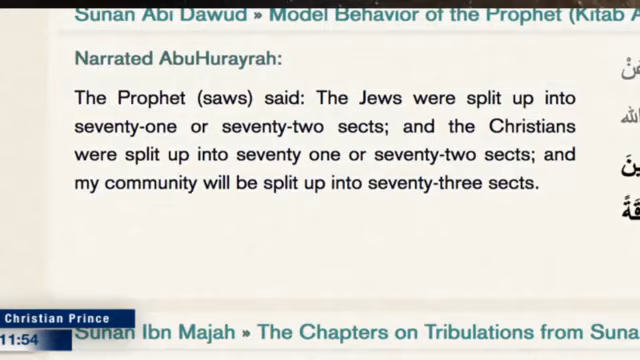 Sunan Abi Dawud » Model Behavior of the Prophet (Kitab A
Narrated AbuHurayrah:
The Prophet (saws) said: The Jews were split up into
seventy-one or seventy-two sects; and the Christians
were split up into seventy one or seventy-two sects; and
my community will be split up into seventy-three sects.
Christian Prince
11:54
Sunan Ibn Majah » The Chapters on Tribulations from Suna